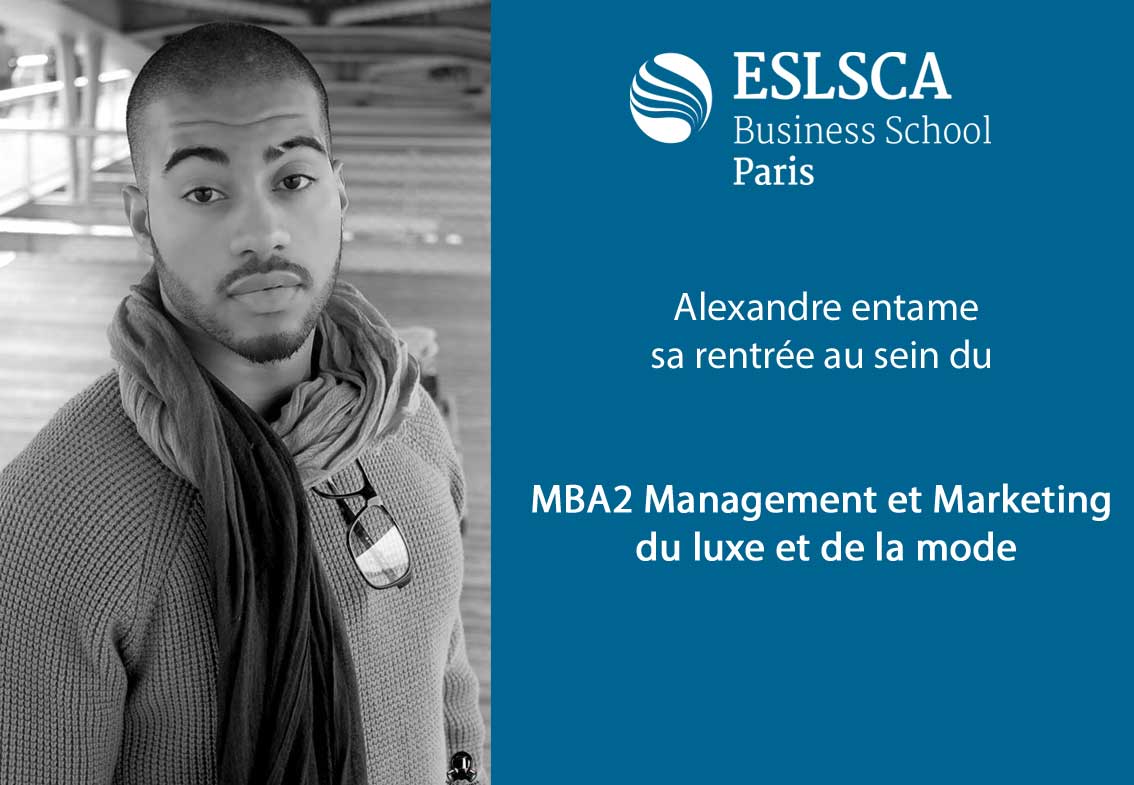 ESLSCA
Business School
Paris
Alexandre entame
sa rentrée au sein du
MBA2 Management et Marketing
du luxe et de la mode